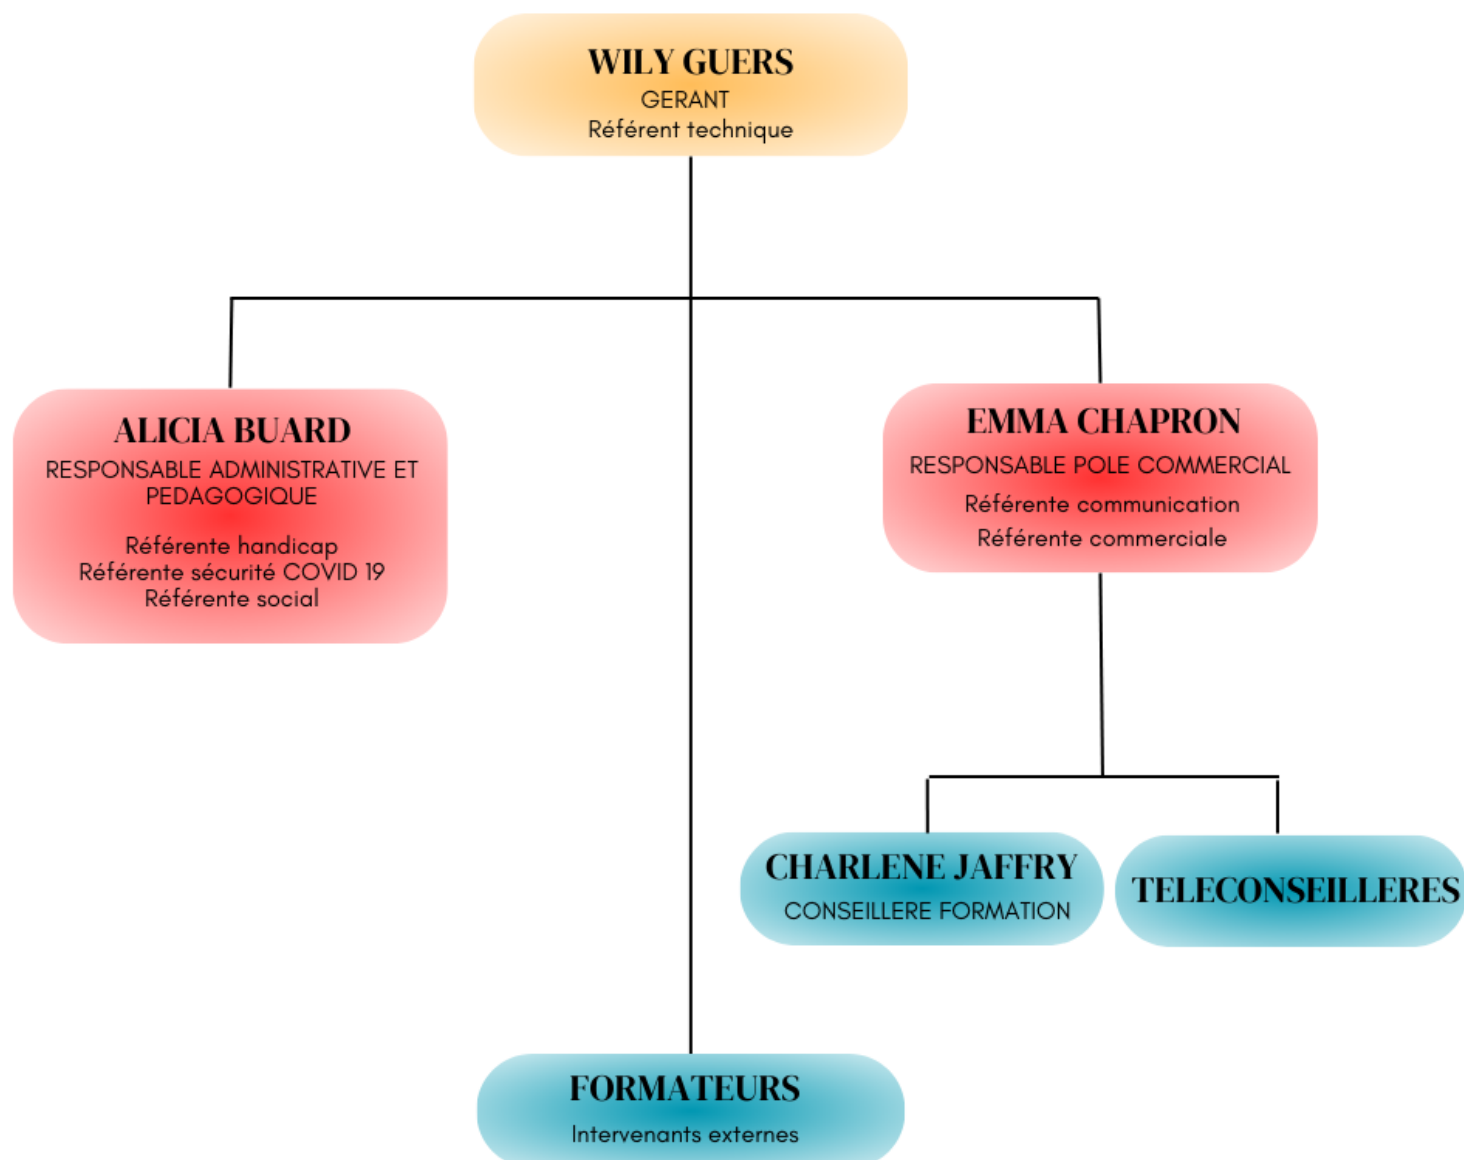 WILY GUERS
GERANT
Référent technique
ALICIA BUARD
RESPONSABLE ADMINISTRATIVE ET
PEDAGOGIQUE
Référente handicap
Référente sécurité COVID 19
Référente social
EMMA CHAPRON
RESPONSABLE POLE COMMERCIAL
Référente communication
Référente commerciale
CHARLENE JAFFRY
CONSEILLERE FORMATION
TELECONSEILLERES
FORMATEURS
Intervenants externes